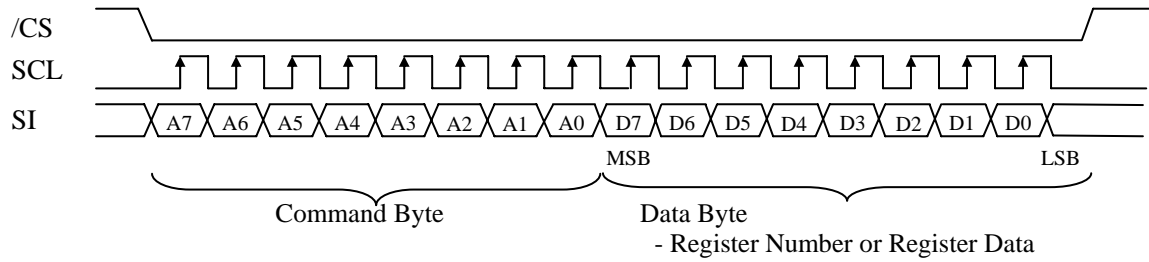 /CS
SCL
SI
A7 A6 A5 A4 A3 A2 A1 A0 D7 D6 D5 D4 D3 D2 D1 D0
MSB LSB
Command Byte Data Byte
- Register Number or Register Data